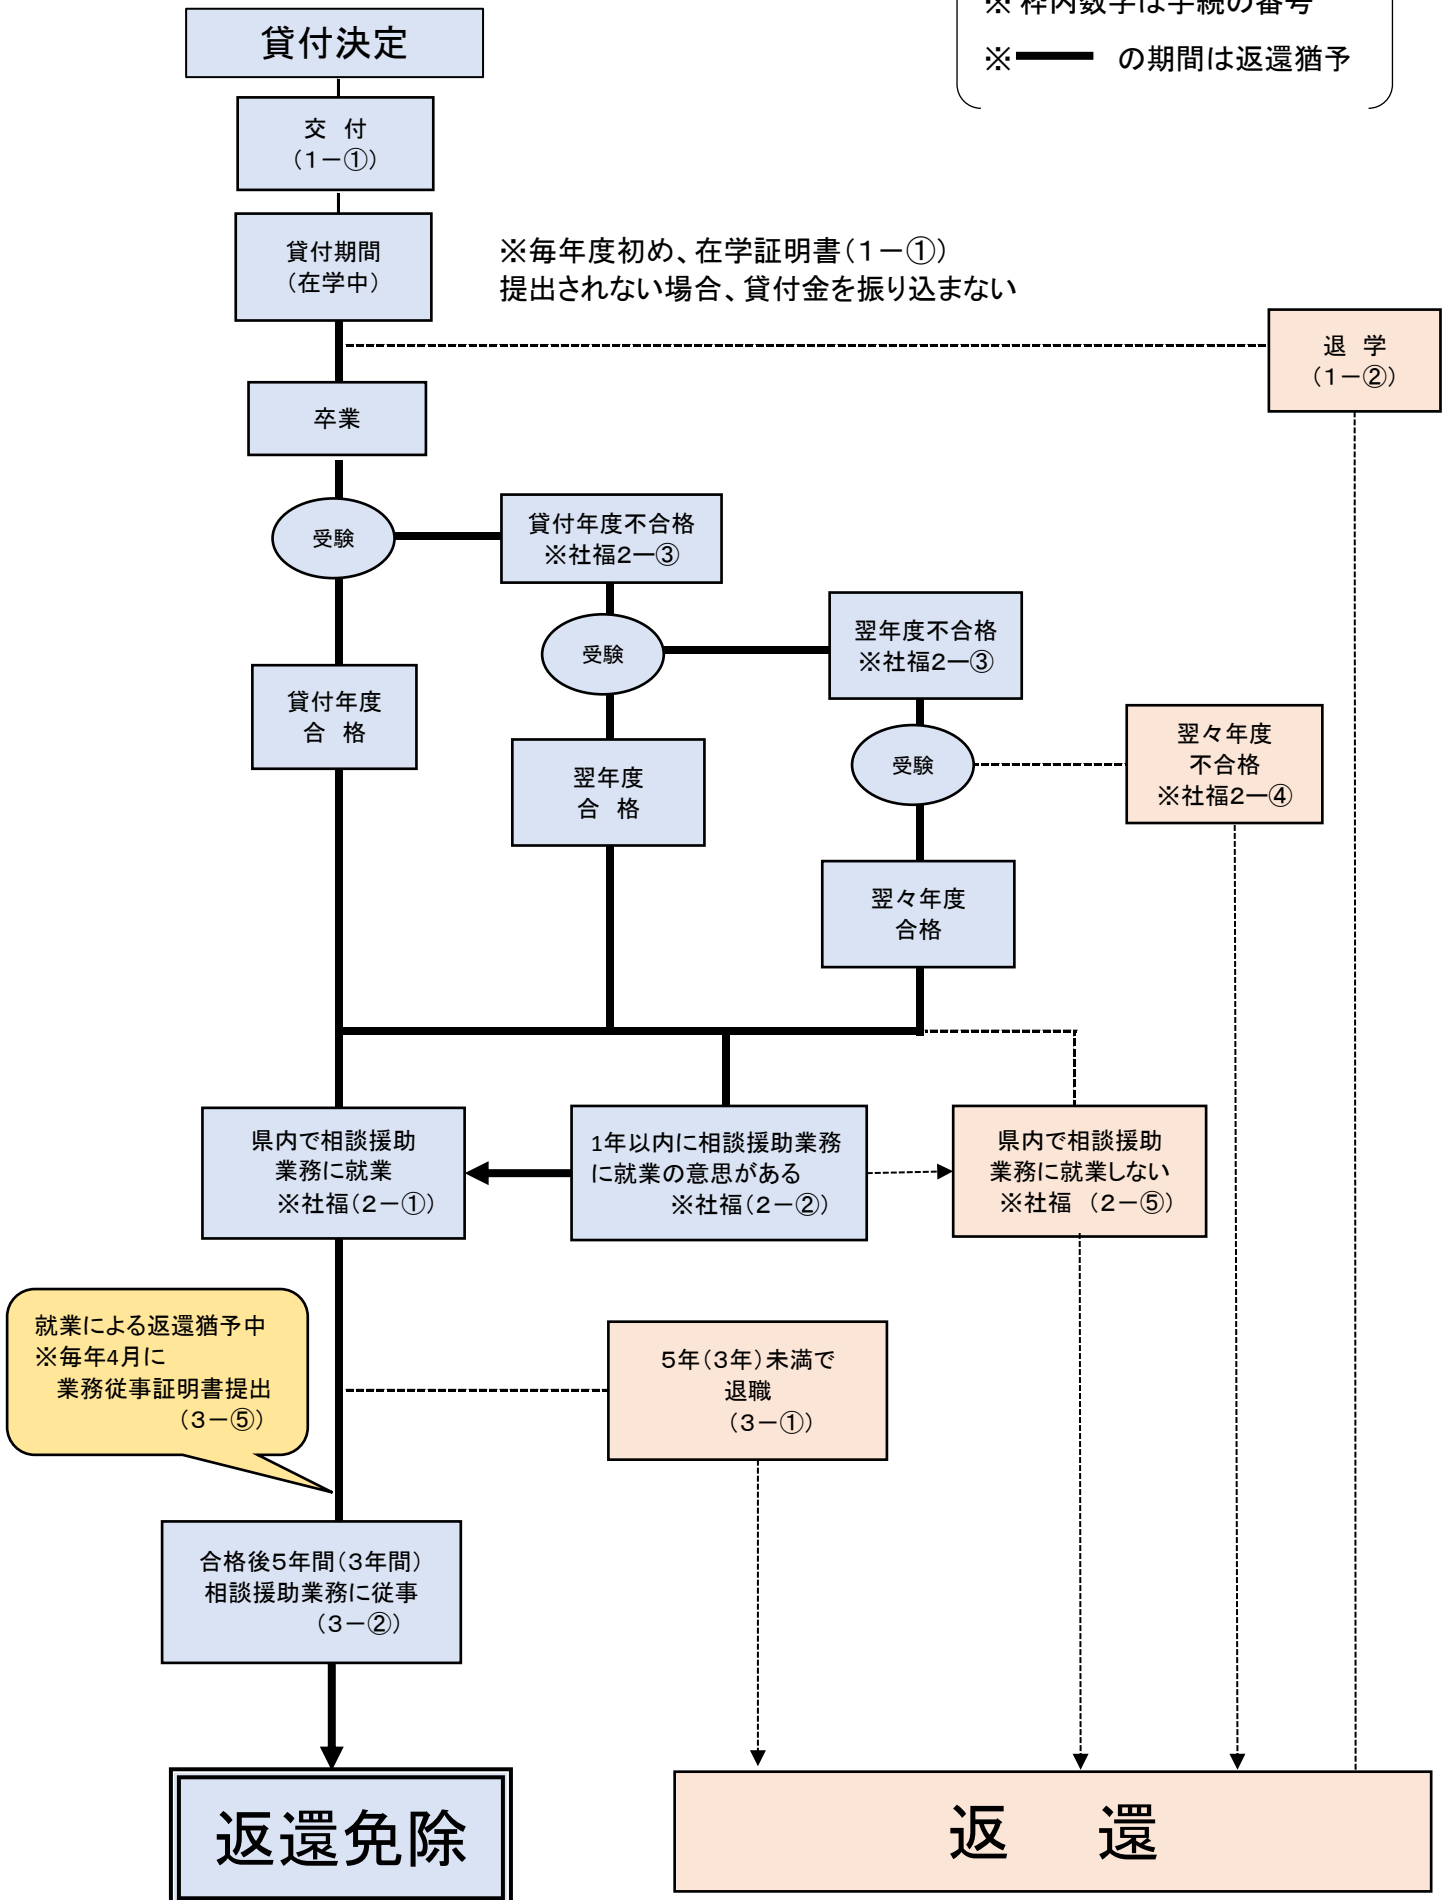 ※枠内数字は手続の番号
※ の期間は返還猶予
貸付決定
交　付
（１－①）
貸付期間
（在学中）
※毎年度初め、在学証明書（１－①）
提出されない場合、貸付金を振り込まない
退　学
（１－②）
卒業
受験
貸付年度不合格
※社福２－③
受験
翌年度不合格
※社福２－③
貸付年度
合　格
翌年度
合　格
受験
翌々年度
不合格
※社福２－④
翌々年度
合格
県内で相談援助
業務に就業
※社福（２－①）
1年以内に相談援助業務
に就業の意思がある
※社福（２－②）
県内で相談援助
業務に就業しない
※社福　（２－⑤）
就業による返還猶予中
※毎年4月に
業務従事証明書提出
（３－⑤）
５年（３年）未満で
退職
（３－①）
合格後５年間（３年間）
相談援助業務に従事
（３－②）
返還免除
返　還